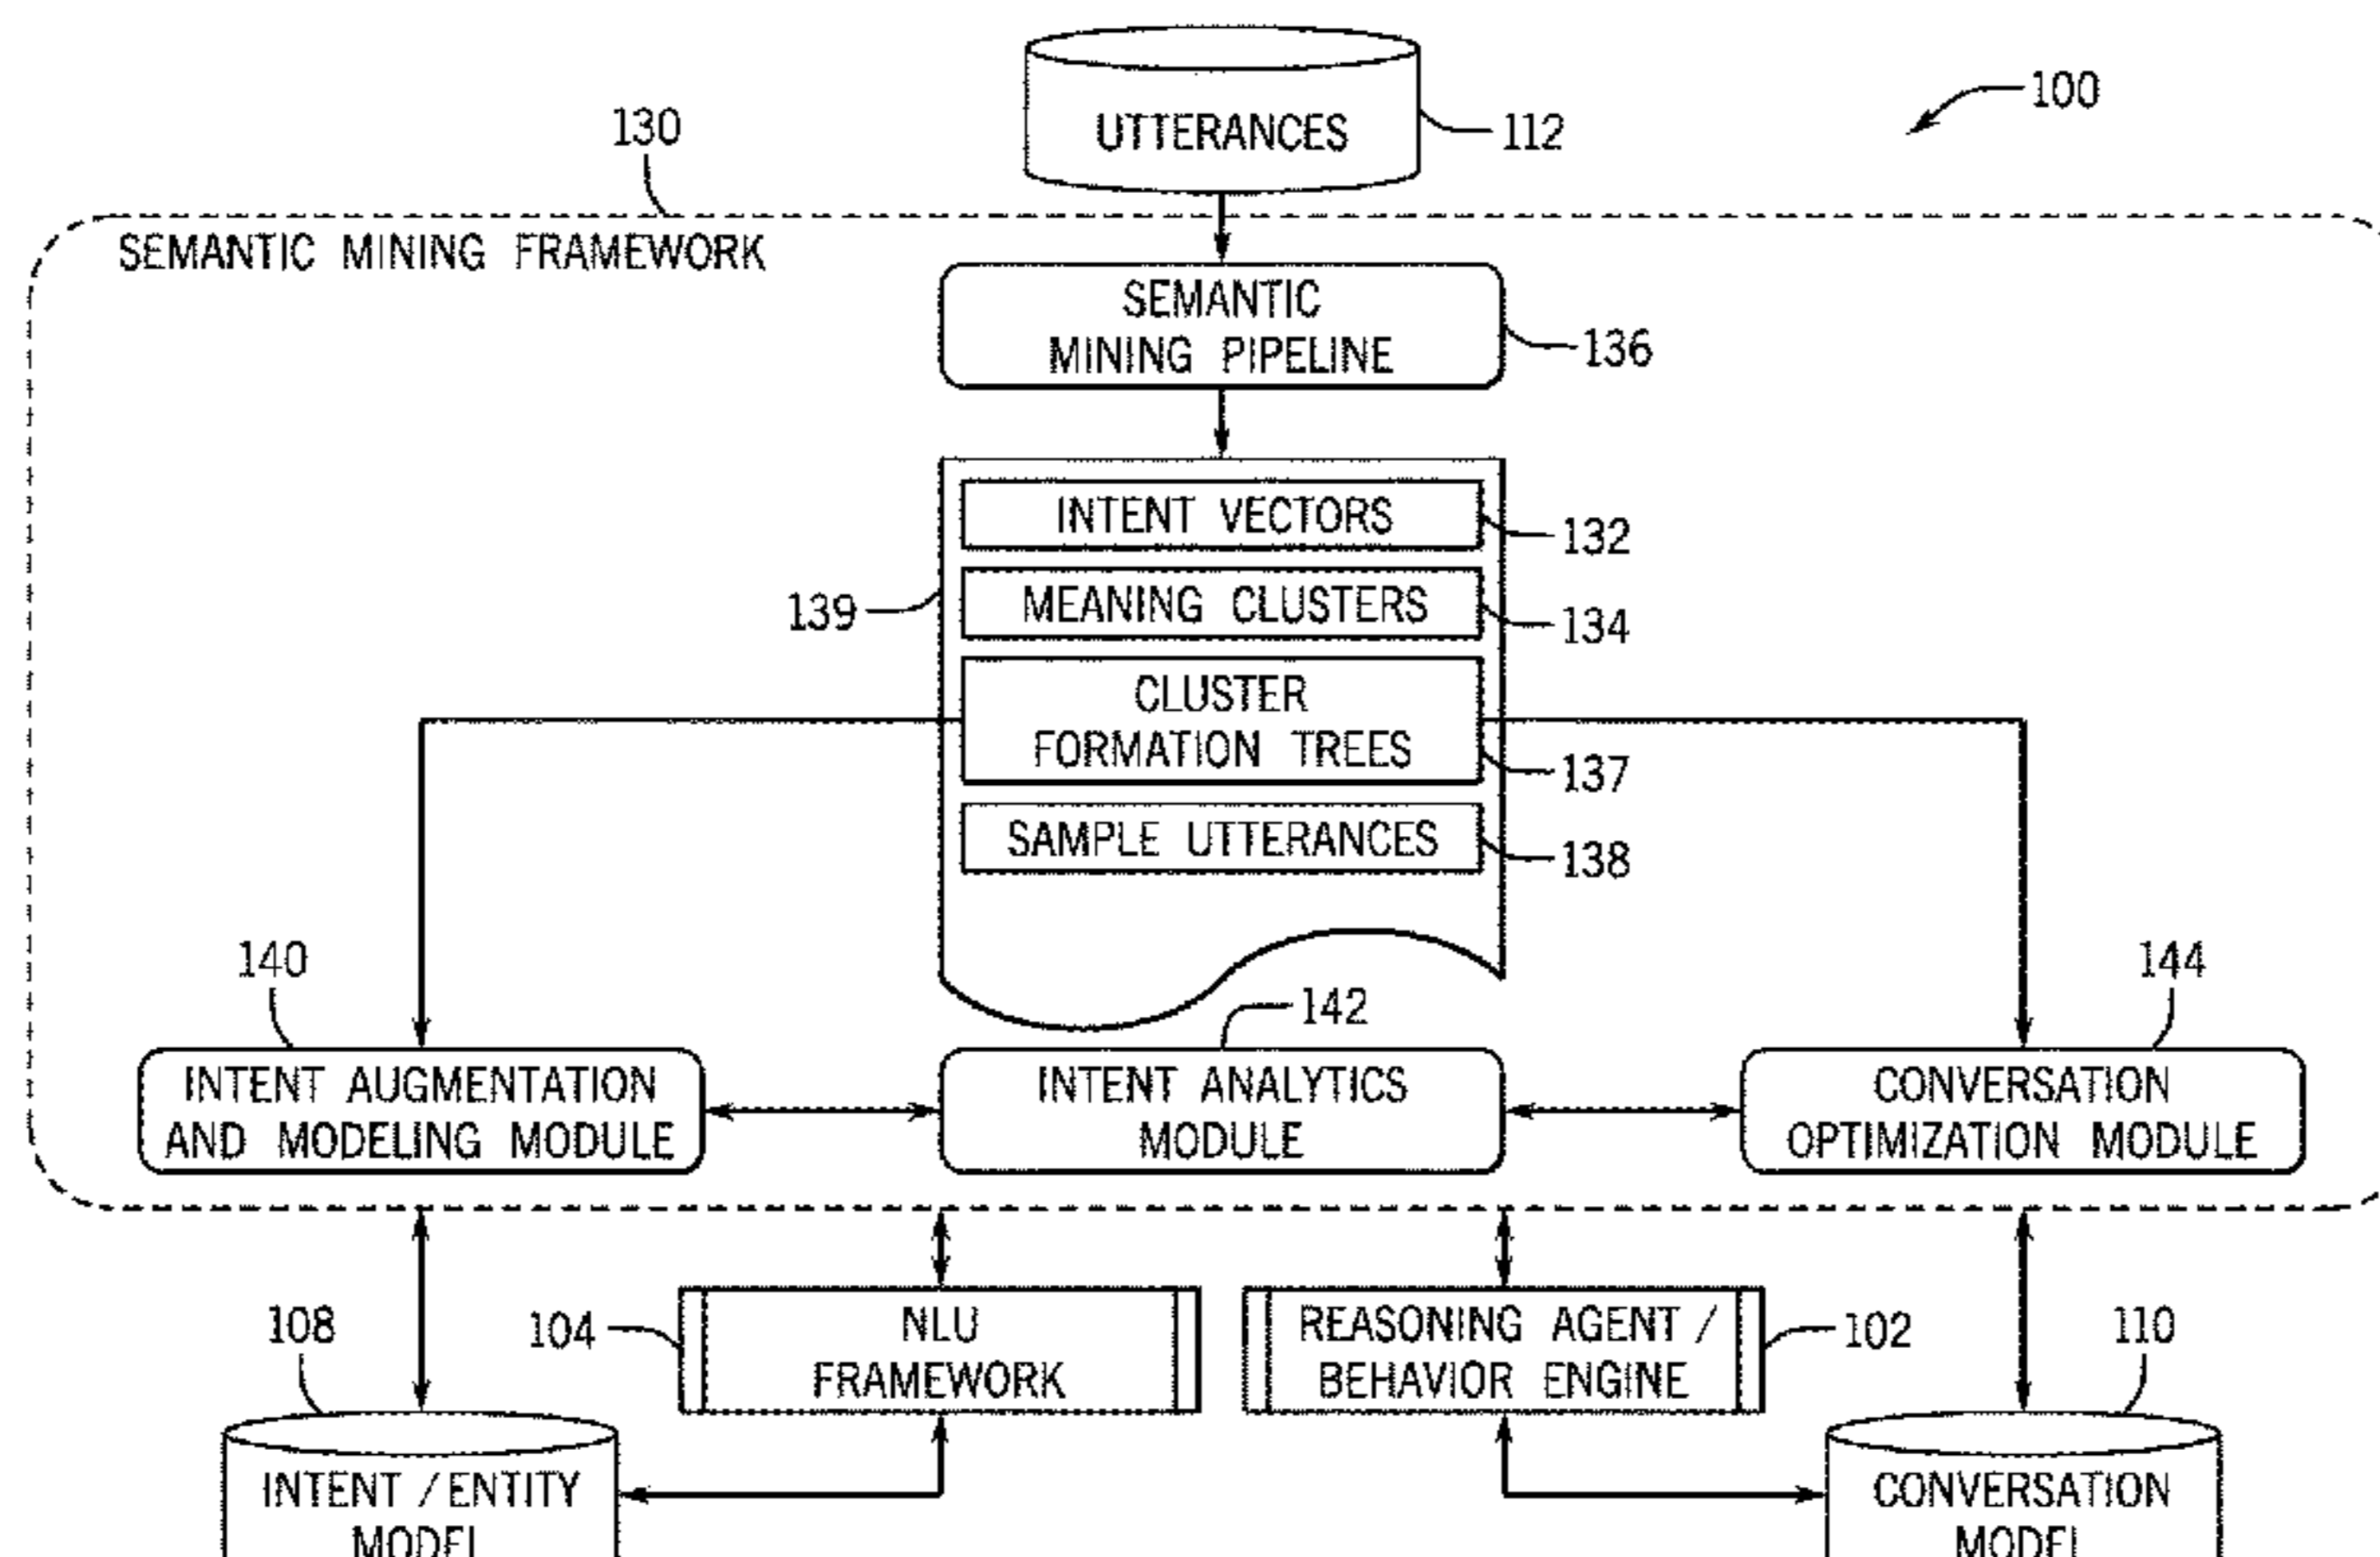 100
UTTERANCES
112
130
SEMANTIC MINING FRAMEWORK
SEMANTIC
MINING PIPELINE
136
INTENT VECTORS
132
139
MEANING CLUSTERS
134
CLUSTER
FORMATION TREES
137
SAMPLE UTTERANCES
138
140
142
144
INTENT AUGMENTATION
AND MODELING MODULE
INTENT ANALYTICS
MODULE
CONVERSATION
OPTIMIZATION MODULE
108
104
NLU
FRAMEWORK
REASONING AGENT /
BEHAVIOR ENGINE
102
110
INTENT / ENTITY
MODEL
CONVERSATION
MODEL